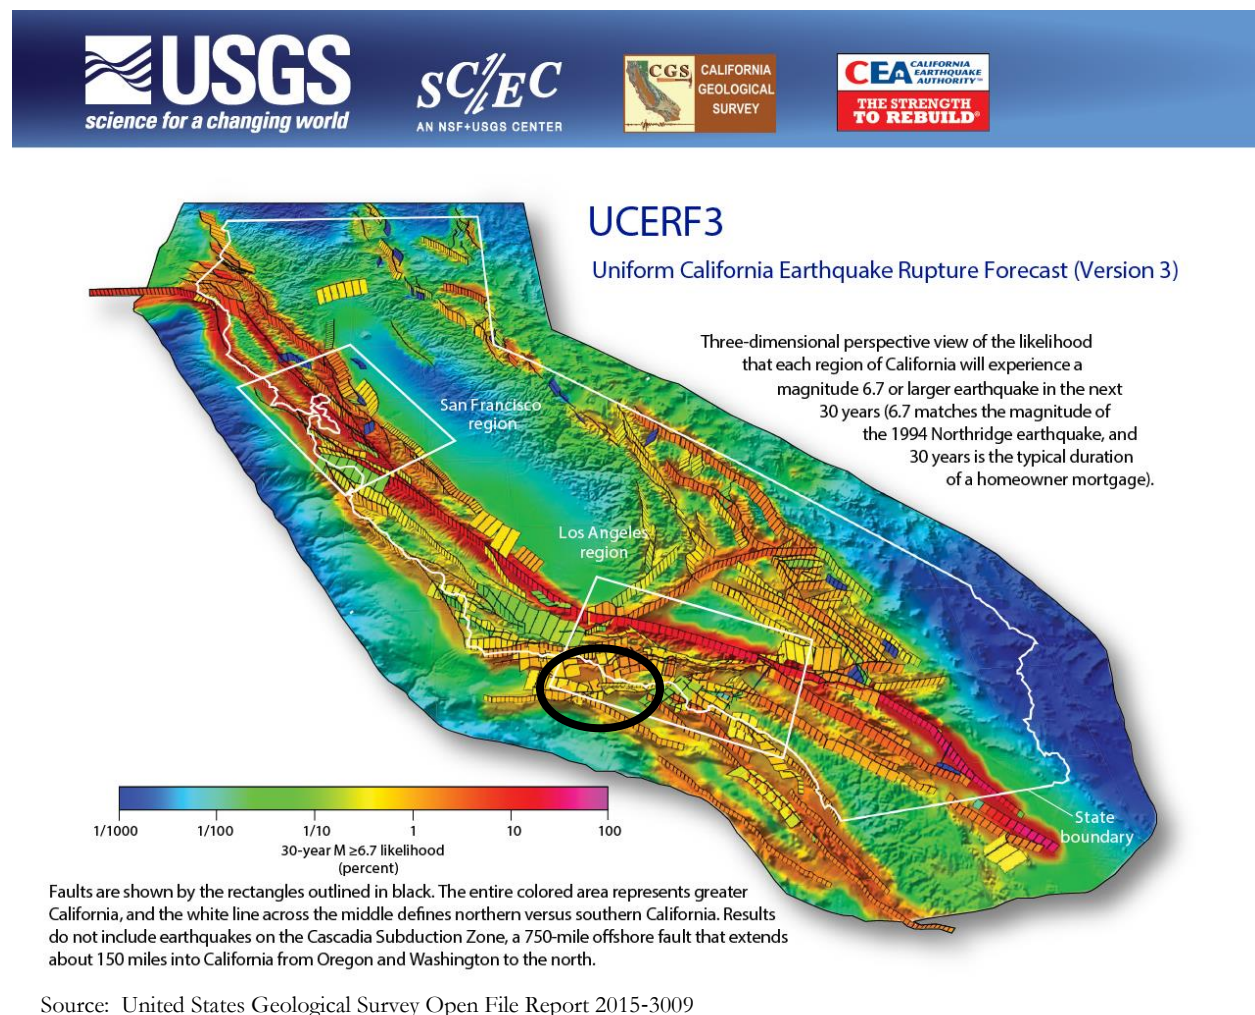 USGS
science for a changing world
SC/EC
AN NSF+USGS CENTER
CGS
CALIFORNIA
GEOLOGICAL
SURVEY
CEA CALIFORNIA
EARTHQUAKE
AUTHORITY™
THE STRENGTH
TO REBUILD®
UCERF3
Uniform California Earthquake Rupture Forecast (Version 3)
Three-dimensional perspective view of the likelihood
that each region of California will experience a
magnitude 6.7 or larger earthquake in the next
30 years (6.7 matches the magnitude of
the 1994 Northridge earthquake, and
30 years is the typical duration
of a homeowner mortgage).
San Francisco
region
Los Angeles
region
State
boundary
1/1000 1/100 1/10 1 10 100
30-year M ≥6.7 likelihood
(percent)
Faults are shown by the rectangles outlined in black. The entire colored area represents greater
California, and the white line across the middle defines northern versus southern California. Results
do not include earthquakes on the Cascadia Subduction Zone, a 750-mile offshore fault that extends
about 150 miles into California from Oregon and Washington to the north.
Source: United States Geological Survey Open File Report 2015-3009